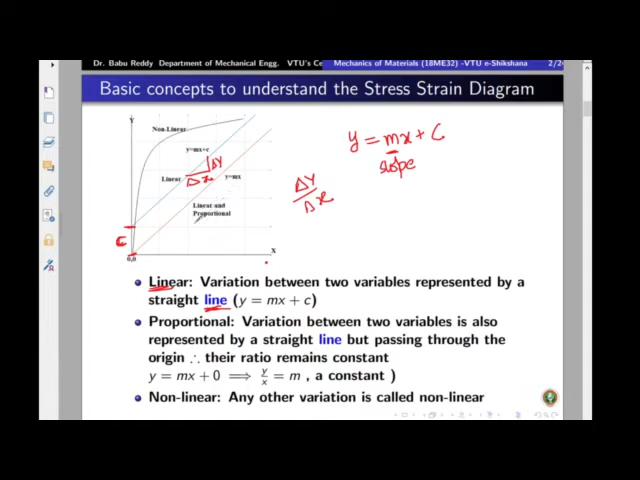 Dr. Babu Reddy Department of Mechanical Engg. VTU's Ce
Mechanics of Materials (18ME32) -VTU e-Shikshana
Basic concepts to understand the Stress Strain Diagram
Y
Non-Linear
y=mx+c
ΔY
Linear
Δx
y=mx
Linear and
Proportional
C
0,0
X
y = mx + C
slope
ΔY
Δx
Linear: Variation between two variables represented by a
straight line (y = mx + c)
Proportional: Variation between two variables is also
represented by a straight line but passing through the
origin ∴ their ratio remains constant
y = mx + 0 ⟹ y/x = m , a constant )
Non-linear: Any other variation is called non-linear